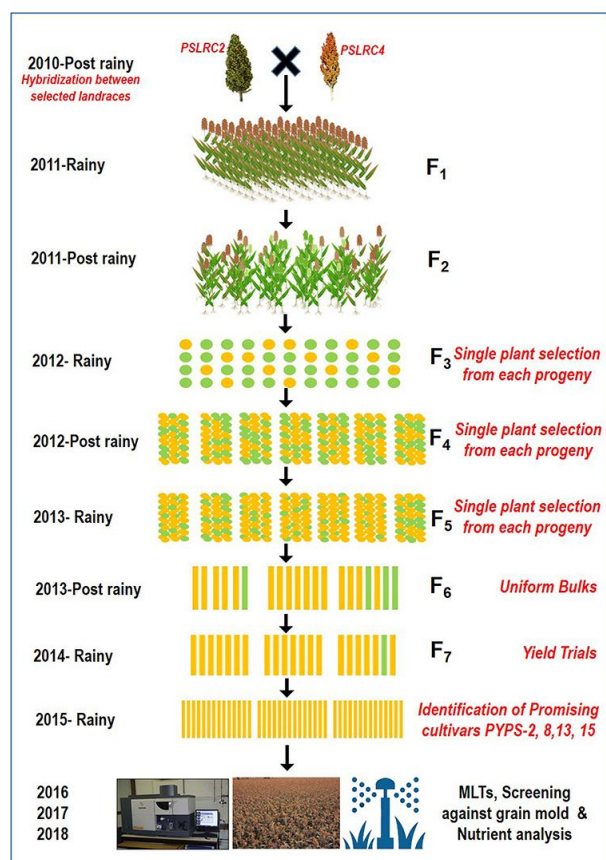 PSLRC2
PSLRC4
2010-Post rainy
Hybridization between
selected landraces
2011-Rainy
F1
2011-Post rainy
F2
2012- Rainy
F3
Single plant selection
from each progeny
2012-Post rainy
F4
Single plant selection
from each progeny
2013- Rainy
F5
Single plant selection
from each progeny
2013-Post rainy
F6
Uniform Bulks
2014- Rainy
F7
Yield Trials
2015- Rainy
Identification of Promising
cultivars PYPS-2, 8,13, 15
2016
2017
2018
MLTs, Screening
against grain mold &
Nutrient analysis